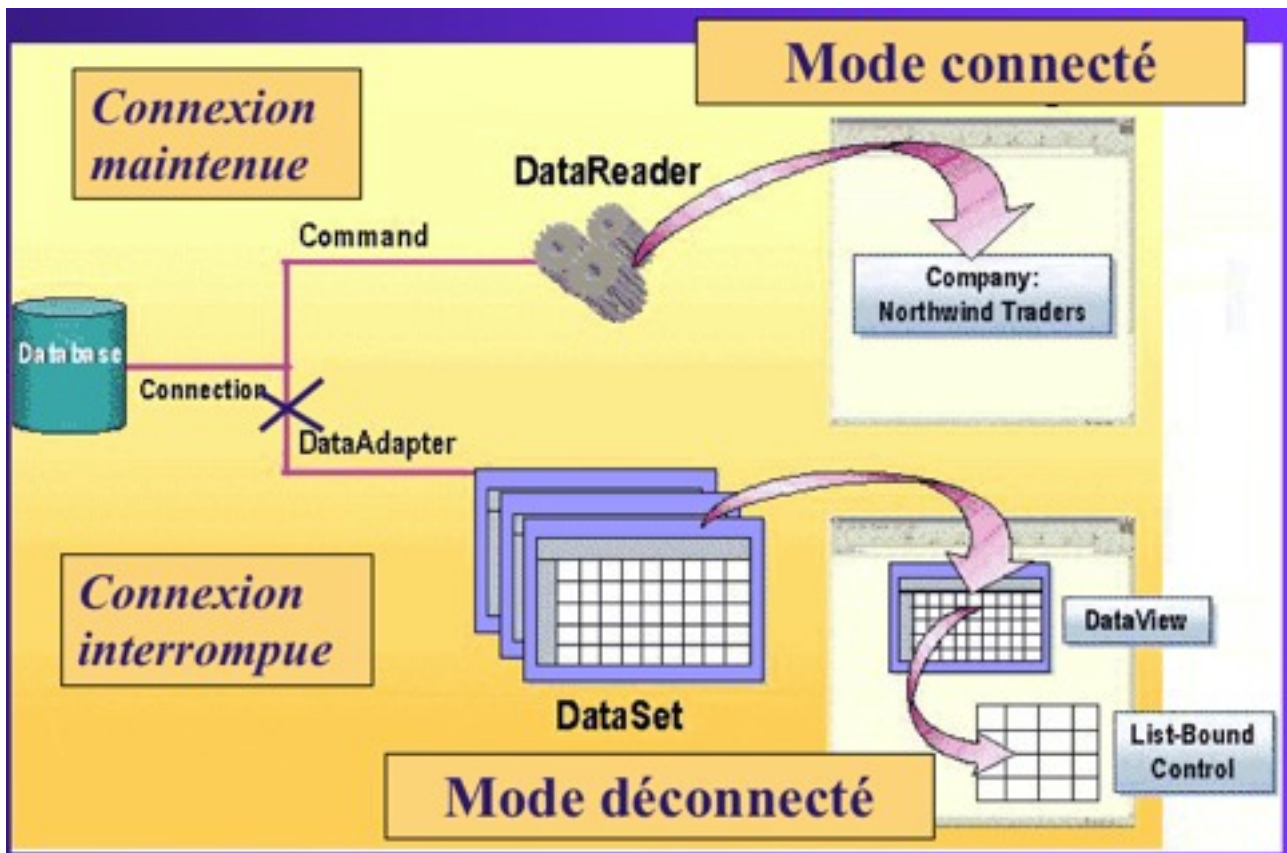 Mode connecté
Connexion
maintenue
DataReader
Command
Company:
Northwind Traders
Database
Connection
DataAdapter
Connexion
interrompue
DataView
DataSet
List-Bound
Control
Mode déconnecté